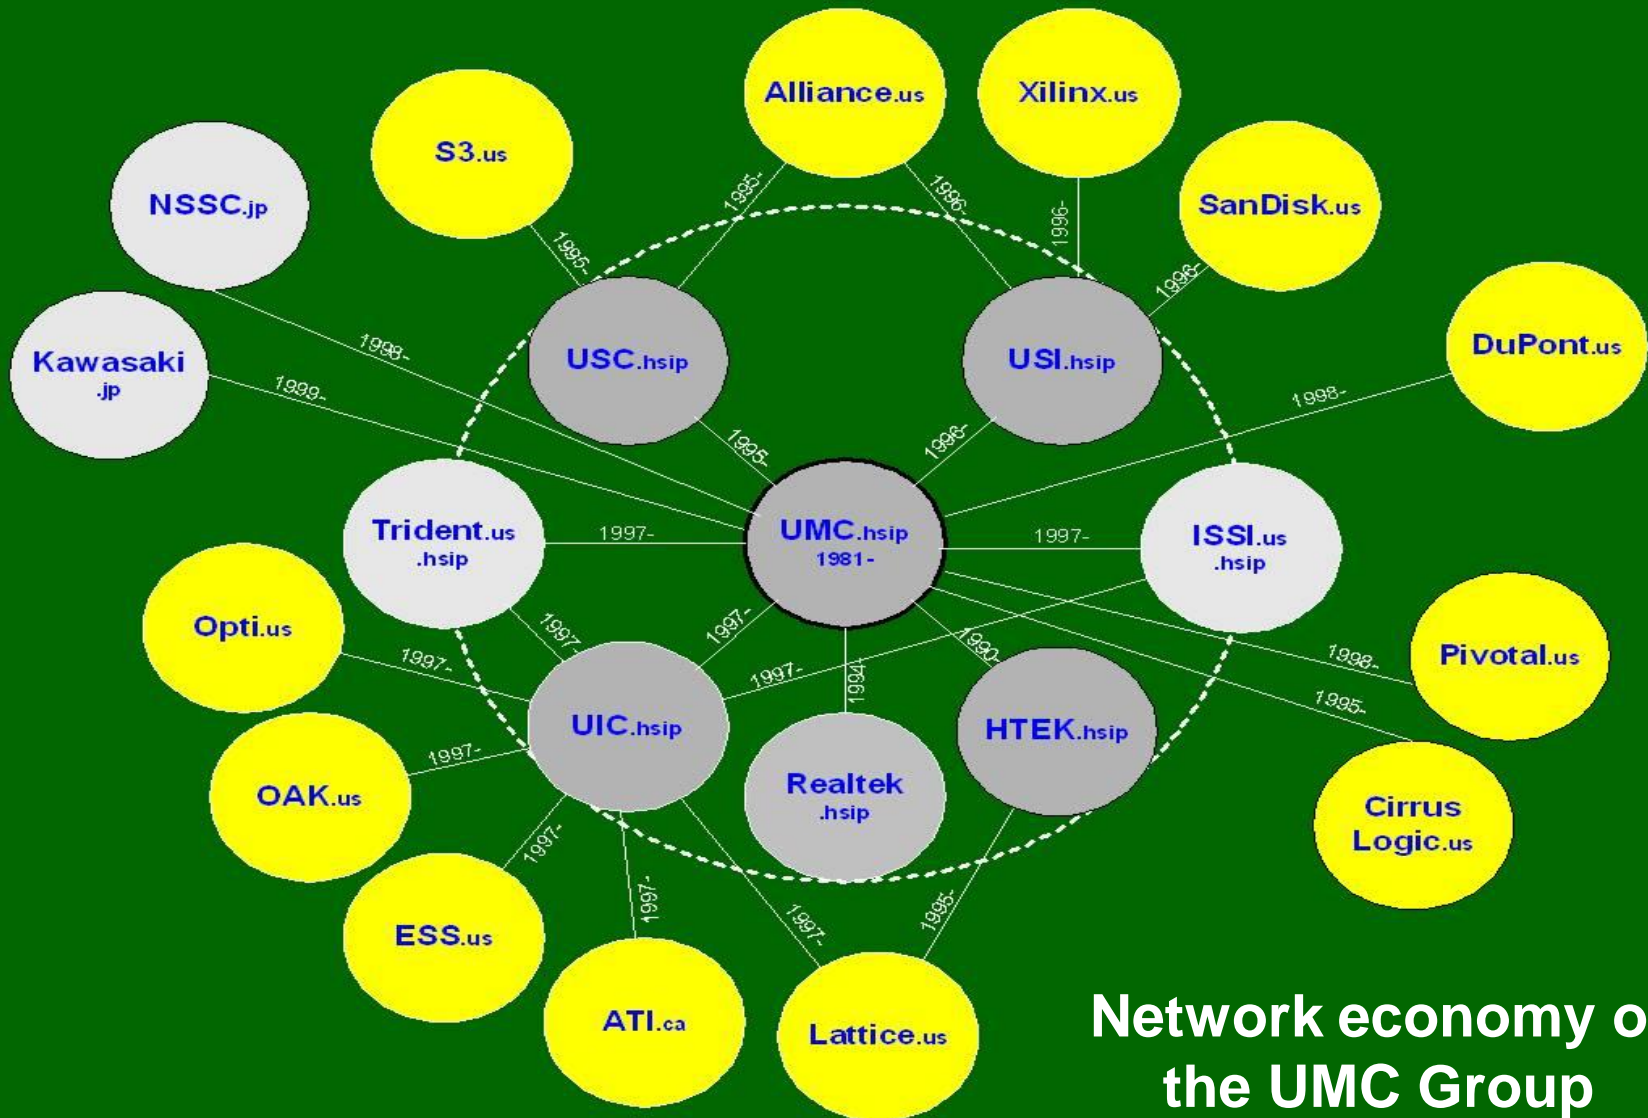 Alliance.us
Xilinx.us
S3.us
SanDisk.us
NSSC.jp
1995-
1996-
1996-
1995-
1996-
DuPont.us
Kawasaki
.jp
USC.hsip
USI.hsip
1998-
1999-
1998-
1995-
1996-
Trident.us
.hsip
1997-
UMC.hsip
1981-
1997-
ISSI.us
.hsip
Opti.us
1997-
1997-
1997-
1997-
1994-
1990-
1998-
1995-
Pivotal.us
UIC.hsip
Realtek
.hsip
HTEK.hsip
OAK.us
1997-
Cirrus
Logic.us
1997-
1997-
1997-
1995-
ESS.us
ATI.ca
Lattice.us
Network economy o
the UMC Group